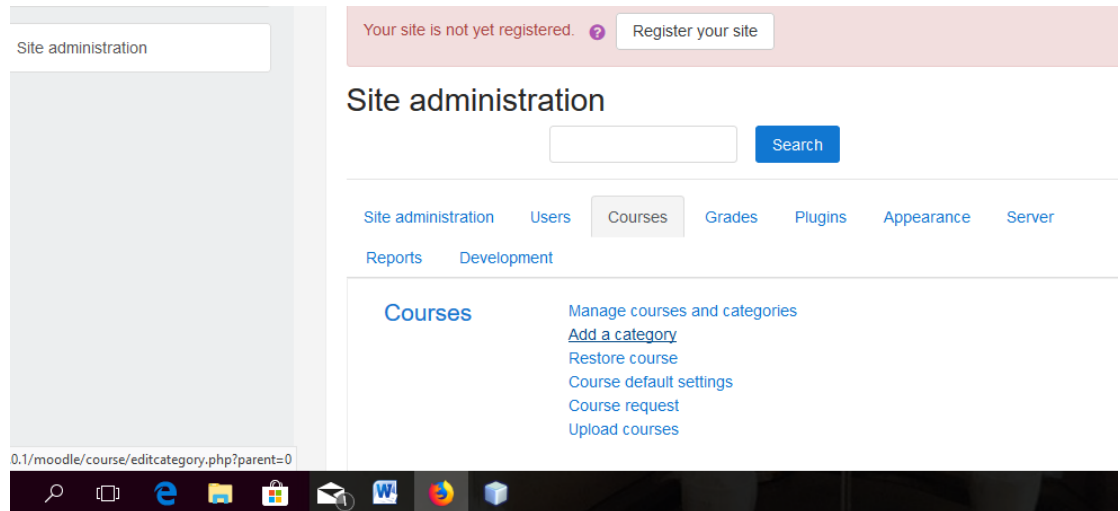 Your site is not yet registered. ? Register your site
Site administration
Site administration
Search
Site administration Users Courses Grades Plugins Appearance Server
Reports Development
Courses
Manage courses and categories
Add a category
Restore course
Course default settings
Course request
Upload courses
.0.1/moodle/course/editcategory.php?parent=0
e W 1